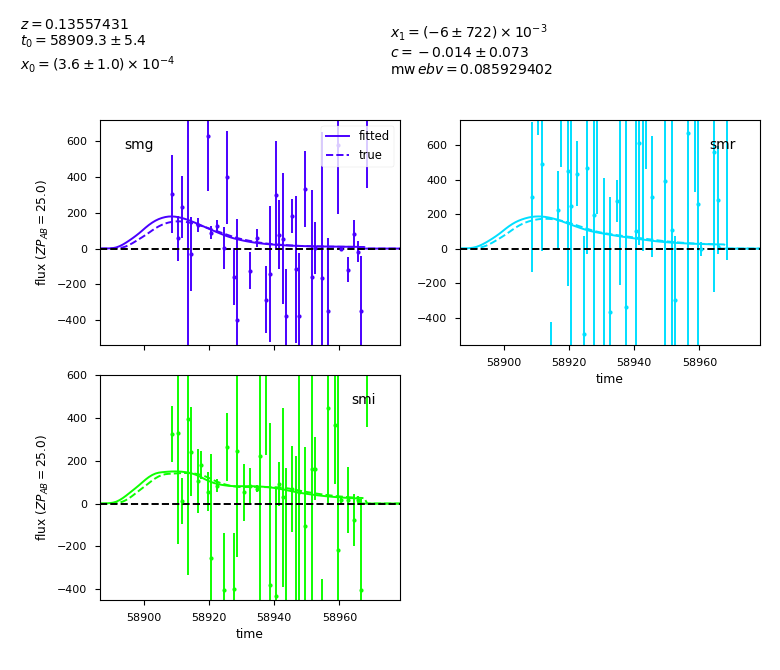 z = 0.13557431
t₀ = 58909.3 ± 5.4
x₀ = (3.6 ± 1.0) × 10⁻⁴
x₁ = (−6 ± 722) × 10⁻³
c = −0.014 ± 0.073
mw ebv = 0.085929402
smg
fitted
true
600
400
200
0
−200
−400
flux (ZP_AB = 25.0)
smr
600
400
200
0
−200
−400
58900 58920 58940 58960
time
smi
600
400
200
0
−200
−400
flux (ZP_AB = 25.0)
58900 58920 58940 58960
time